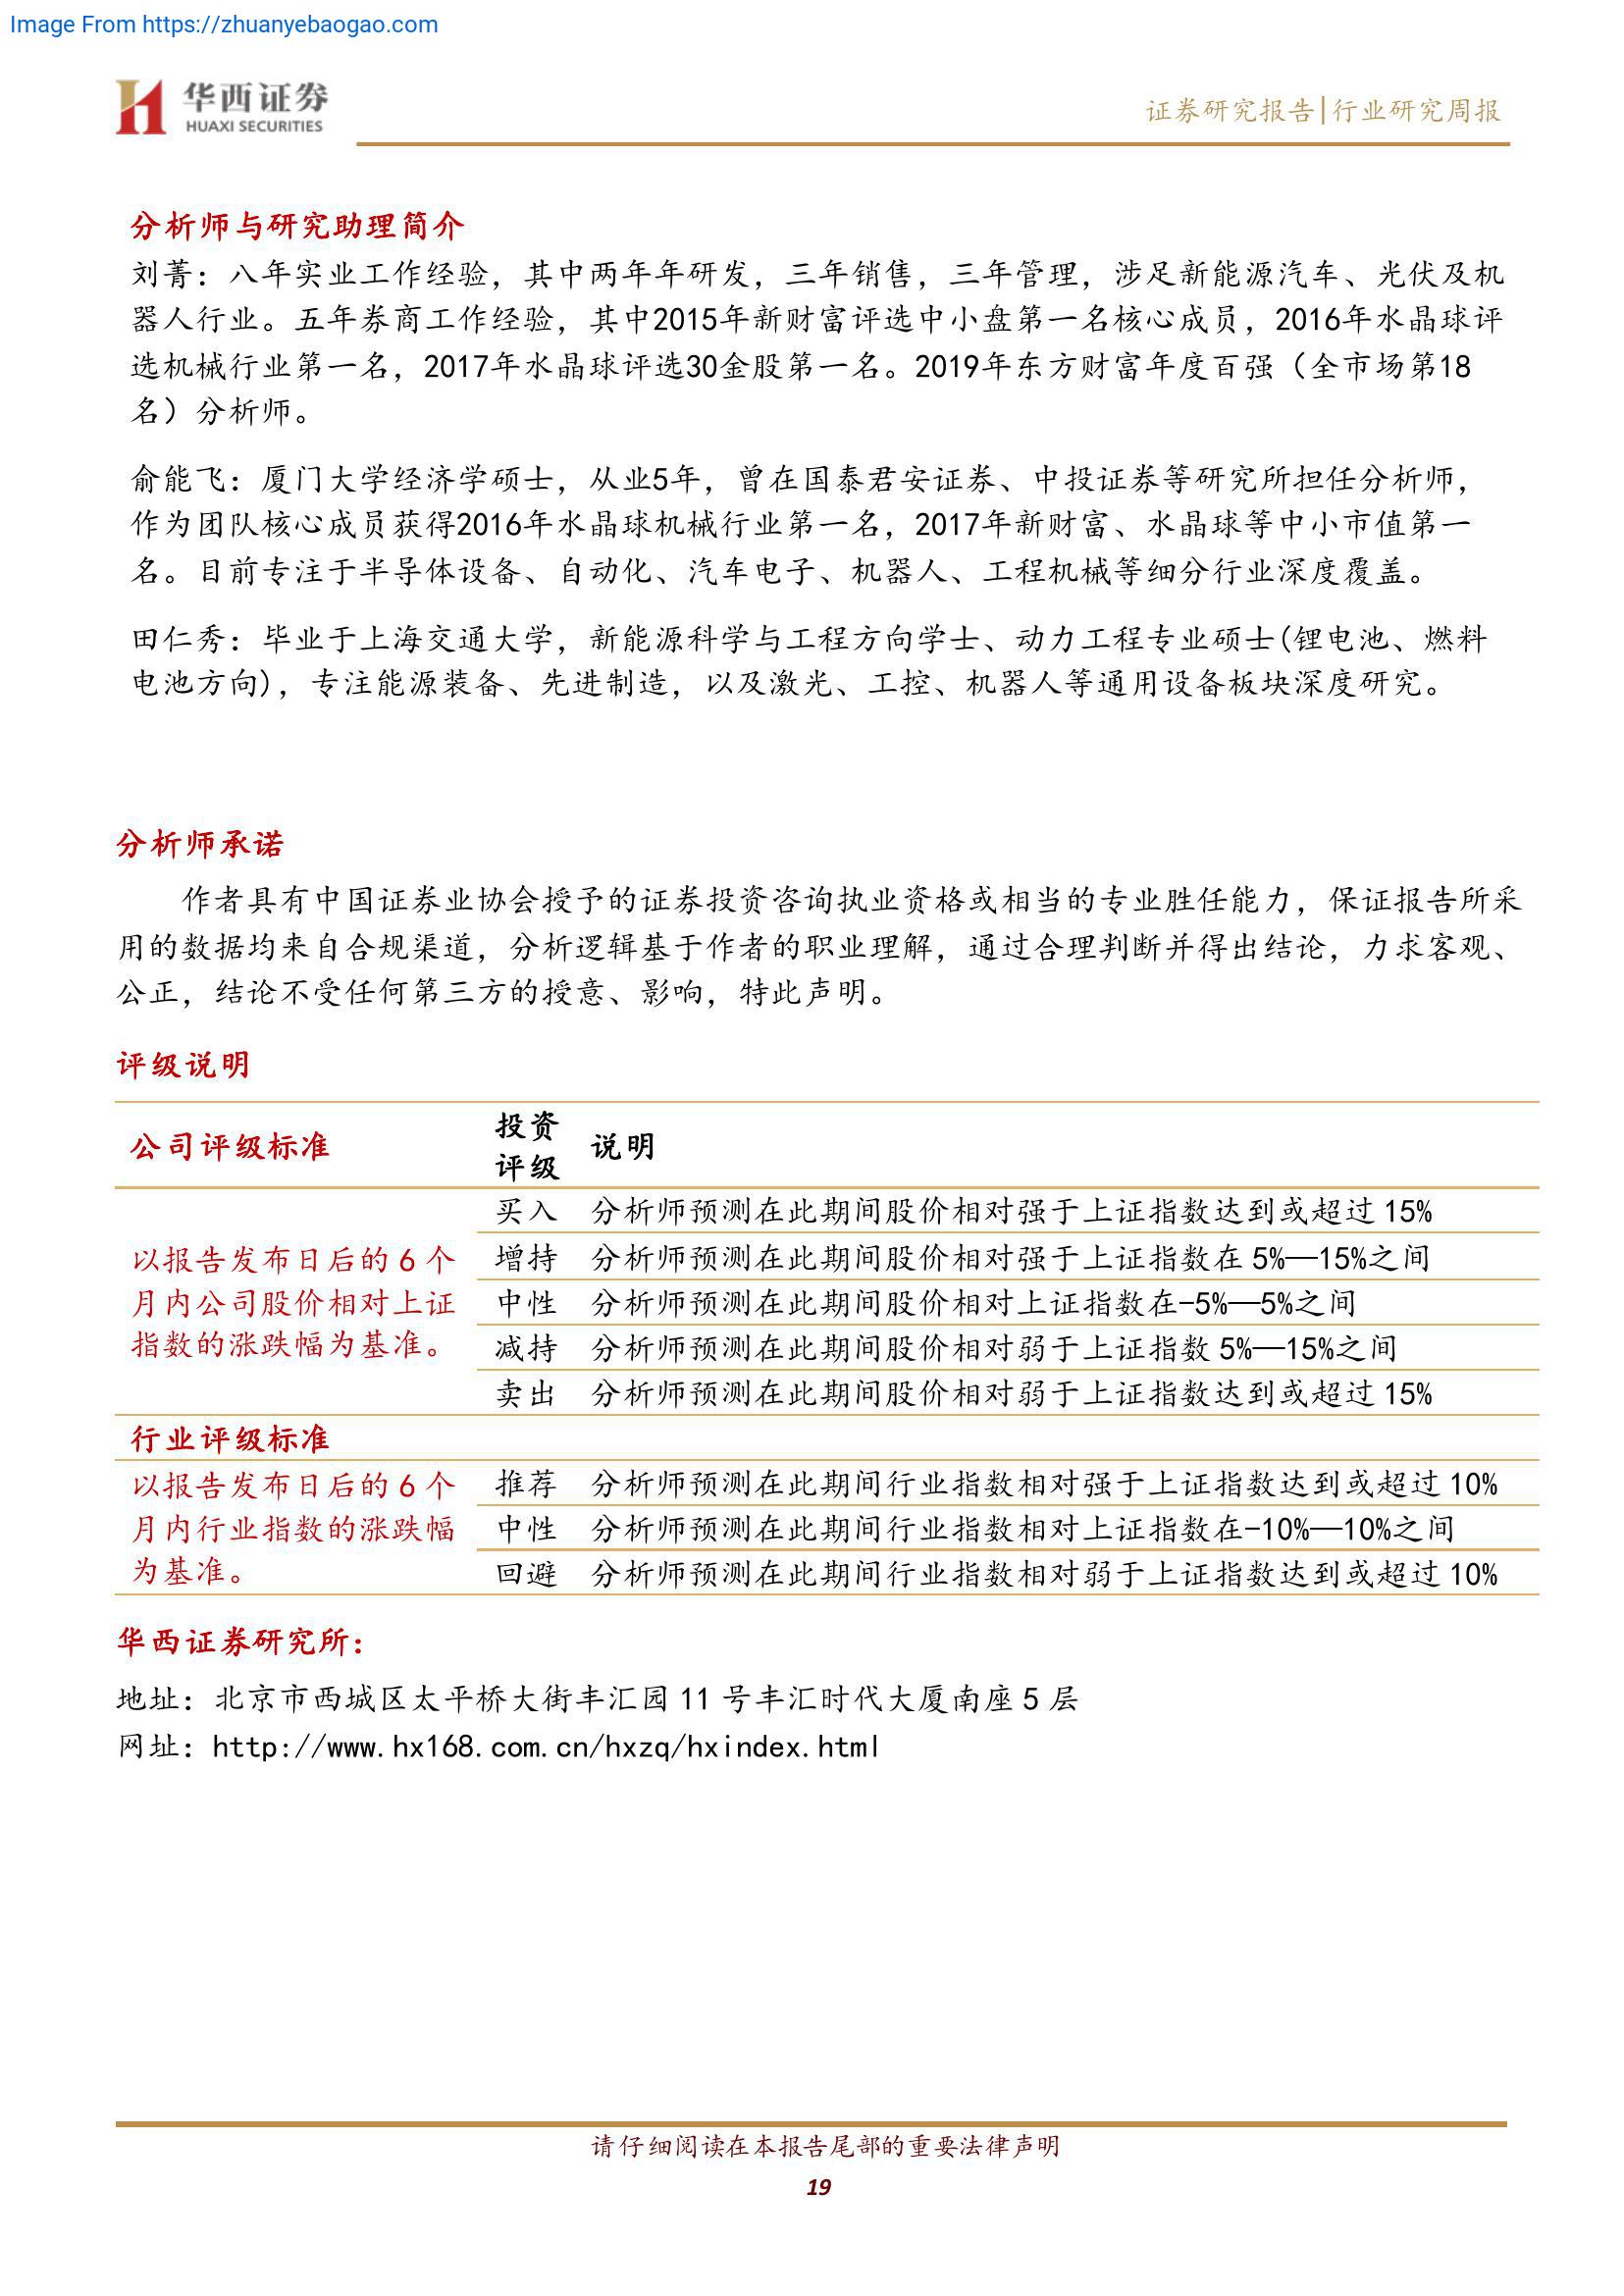 Image From https://zhuanyebaogao.com
华西证券
HUAXI SECURITIES
证券研究报告|行业研究周报
分析师与研究助理简介
刘菁：八年实业工作经验，其中两年年研发，三年销售，三年管理，涉足新能源汽车、光伏及机
器人行业。五年券商工作经验，其中2015年新财富评选中小盘第一名核心成员，2016年水晶球评
选机械行业第一名，2017年水晶球评选30金股第一名。2019年东方财富年度百强（全市场第18
名）分析师。
俞能飞：厦门大学经济学硕士，从业5年，曾在国泰君安证券、中投证券等研究所担任分析师，
作为团队核心成员获得2016年水晶球机械行业第一名，2017年新财富、水晶球等中小市值第一
名。目前专注于半导体设备、自动化、汽车电子、机器人、工程机械等细分行业深度覆盖。
田仁秀：毕业于上海交通大学，新能源科学与工程方向学士、动力工程专业硕士(锂电池、燃料
电池方向)，专注能源装备、先进制造，以及激光、工控、机器人等通用设备板块深度研究。
分析师承诺
作者具有中国证券业协会授予的证券投资咨询执业资格或相当的专业胜任能力，保证报告所采
用的数据均来自合规渠道，分析逻辑基于作者的职业理解，通过合理判断并得出结论，力求客观、
公正，结论不受任何第三方的授意、影响，特此声明。
评级说明
公司评级标准
投资
评级
说明
以报告发布日后的 6 个
月内公司股价相对上证
指数的涨跌幅为基准。
买入 分析师预测在此期间股价相对强于上证指数达到或超过 15%
增持 分析师预测在此期间股价相对强于上证指数在 5%—15%之间
中性 分析师预测在此期间股价相对上证指数在-5%—5%之间
减持 分析师预测在此期间股价相对弱于上证指数 5%—15%之间
卖出 分析师预测在此期间股价相对弱于上证指数达到或超过 15%
行业评级标准
以报告发布日后的 6 个
月内行业指数的涨跌幅
为基准。
推荐 分析师预测在此期间行业指数相对强于上证指数达到或超过 10%
中性 分析师预测在此期间行业指数相对上证指数在-10%—10%之间
回避 分析师预测在此期间行业指数相对弱于上证指数达到或超过 10%
华西证券研究所：
地址：北京市西城区太平桥大街丰汇园 11 号丰汇时代大厦南座 5 层
网址：http://www.hx168.com.cn/hxzq/hxindex.html
请仔细阅读在本报告尾部的重要法律声明
19